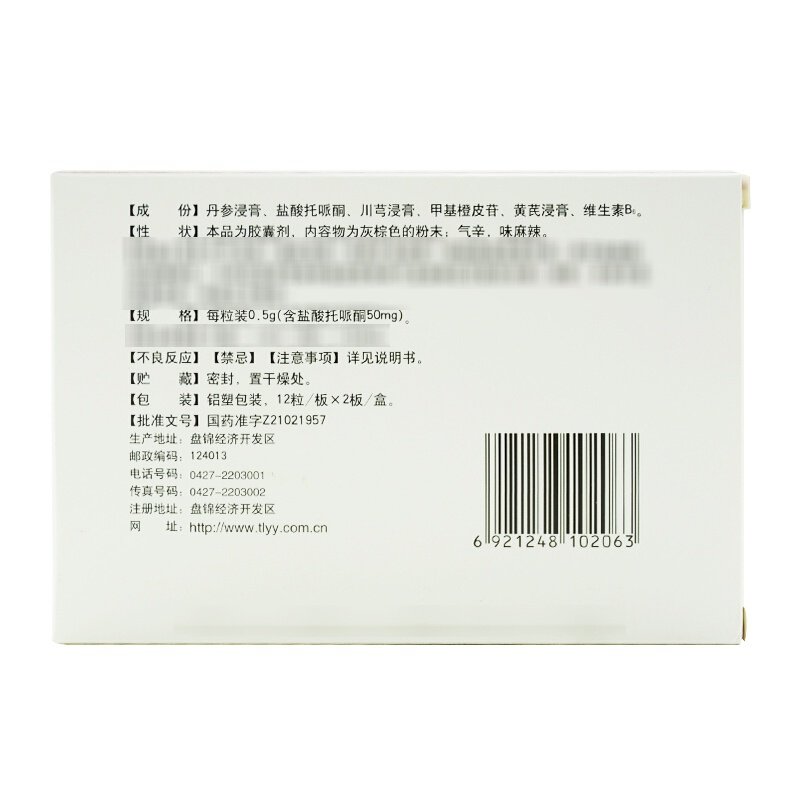 【成　份】丹参浸膏、盐酸托哌酮、川芎浸膏、甲基橙皮苷、黄芪浸膏、维生素B₆。
【性　状】本品为胶囊剂，内容物为灰棕色的粉末；气辛，味麻辣。
【规　格】每粒装0.5g(含盐酸托哌酮50mg)。
【不良反应】【禁忌】【注意事项】详见说明书。
【贮　藏】密封，置干燥处。
【包　装】铝塑包装，12粒/板×2板/盒。
【批准文号】国药准字Z21021957
生产地址：盘锦经济开发区
邮政编码：124013
电话号码：0427-2203001
传真号码：0427-2203002
注册地址：盘锦经济开发区
网　址：http://www.tlyy.com.cn
6 921248 102063